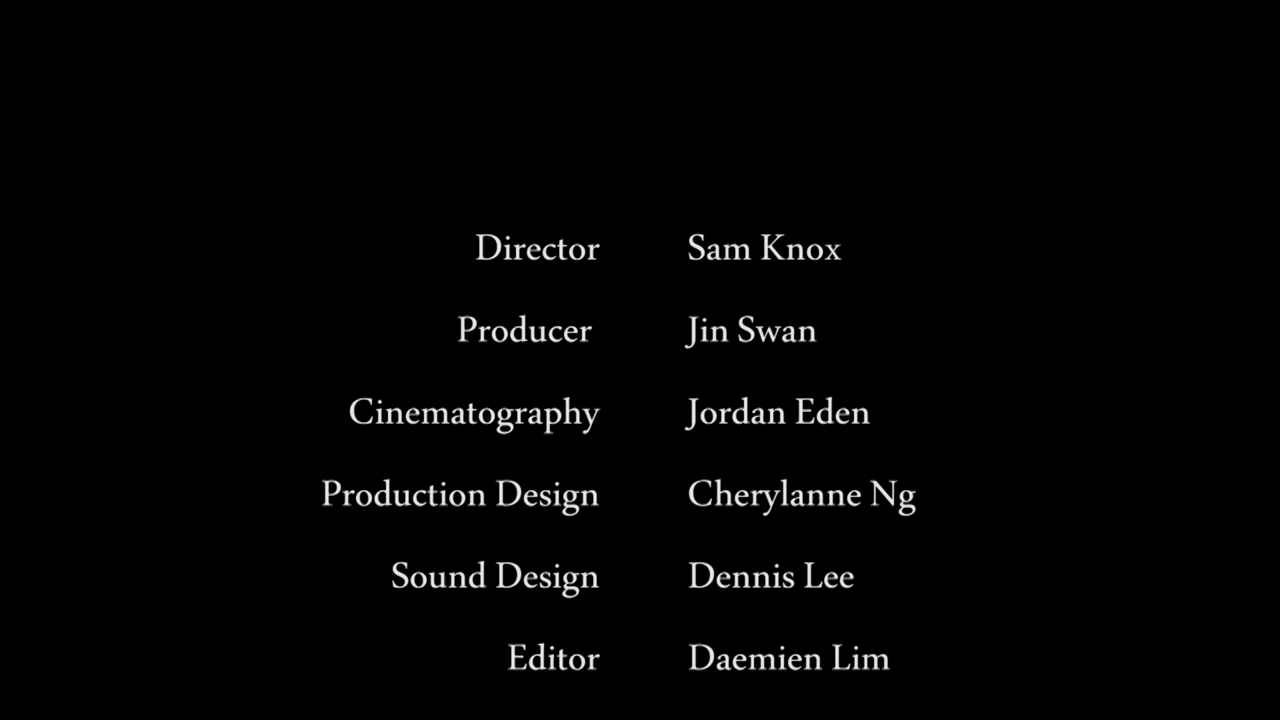 Director Sam Knox
Producer Jin Swan
Cinematography Jordan Eden
Production Design Cherylanne Ng
Sound Design Dennis Lee
Editor Daemien Lim